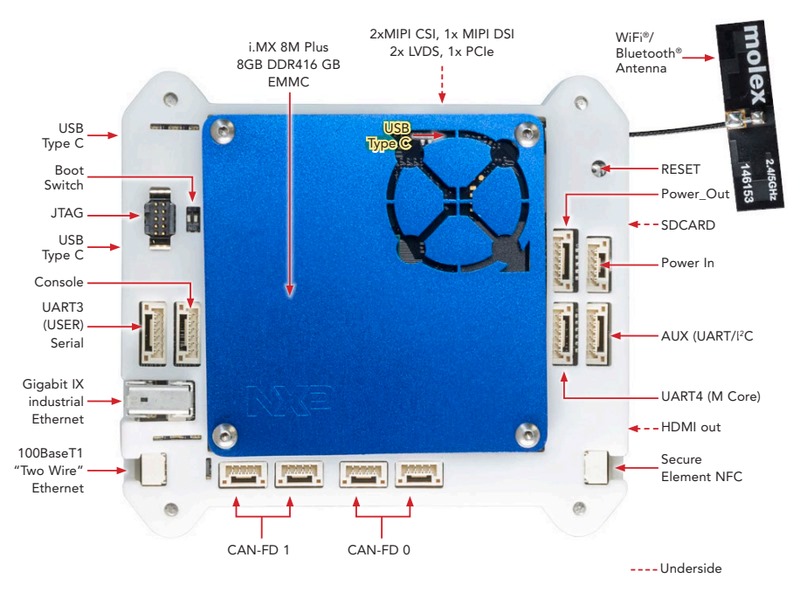 i.MX 8M Plus
8GB DDR416 GB
EMMC
2xMIPI CSI, 1x MIPI DSI
2x LVDS, 1x PCIe
WiFi®/
Bluetooth®
Antenna
molex
2.4/5GHz
146153
USB
Type C
USB
Type C
Boot
Switch
JTAG
USB
Type C
Console
UART3
(USER)
Serial
Gigabit IX
industrial
Ethernet
100BaseT1
“Two Wire”
Ethernet
RESET
Power_Out
SDCARD
Power In
AUX (UART/I²C
UART4 (M Core)
HDMI out
Secure
Element NFC
NXP
CAN-FD 1
CAN-FD 0
Underside